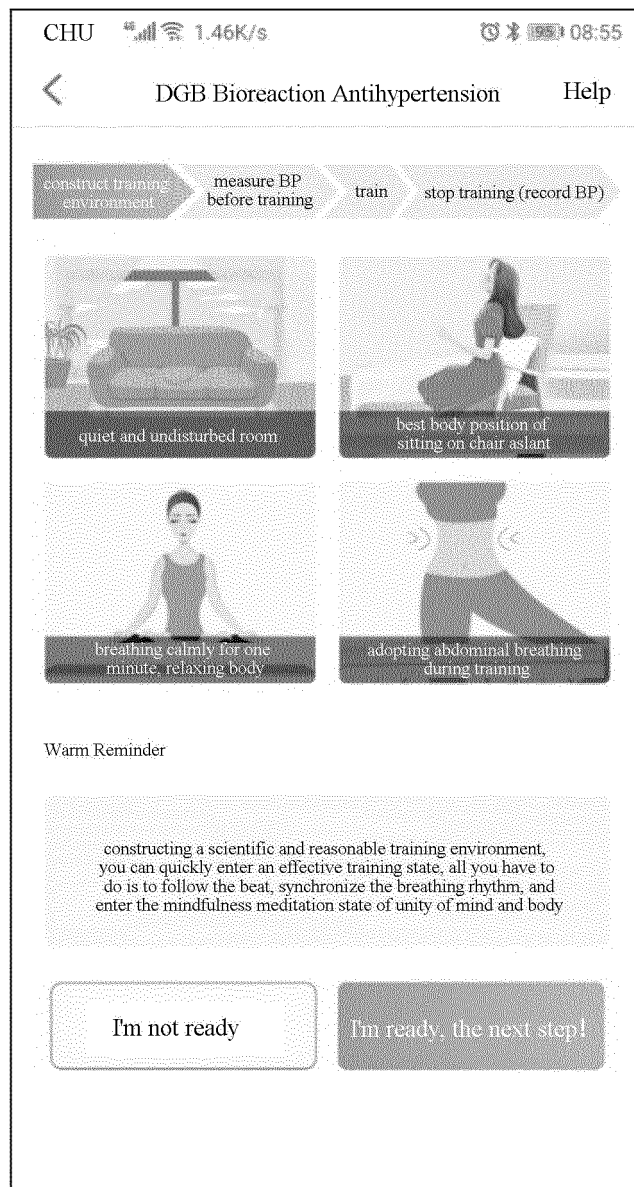 CHU 46 1.46K/s 95 08:55
DGB Bioreaction Antihypertension Help
construct training
environment
measure BP
before training
train
stop training (record BP)
quiet and undisturbed room
best body position of
sitting on chair aslant
breathing calmly for one
minute, relaxing body
adopting abdominal breathing
during training
Warm Reminder
constructing a scientific and reasonable training environment,
you can quickly enter an effective training state, all you have to
do is to follow the beat, synchronize the breathing rhythm, and
enter the mindfulness meditation state of unity of mind and body
I'm not ready
I'm ready, the next step!